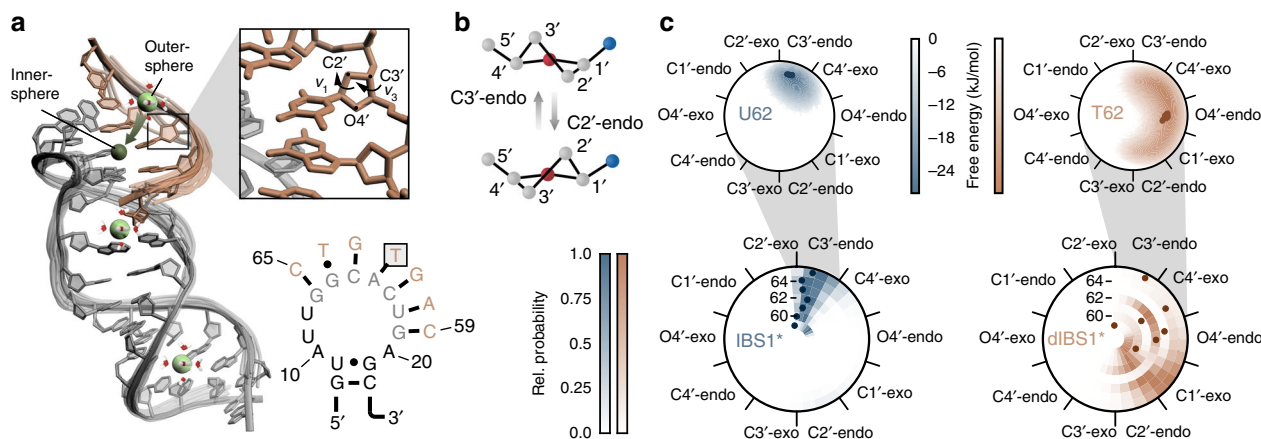 a
Outer-
sphere
Inner-
sphere
C2′
ν1
C3′
ν3
O4′
65
C
T
G
T
G
A
C
59
G
G
C
A
C
U
G
A
20
G
U
U
A
10
U
G
G
C
5′
3′
b
5′
3′
4′
1′
2′
C3′-endo
C2′-endo
5′
2′
4′
3′
1′
Rel. probability
1.0
0.75
0.5
0.25
0.0
c
C2′-exo
C3′-endo
C1′-endo
C4′-exo
O4′-exo
U62
O4′-endo
C4′-endo
C1′-exo
C3′-exo
C2′-endo
0
−6
−12
−18
−24
Free energy (kJ/mol)
C2′-exo
C3′-endo
C1′-endo
C4′-exo
O4′-exo
T62
O4′-endo
C4′-endo
C1′-exo
C3′-exo
C2′-endo
C2′-exo
C3′-endo
C1′-endo
C4′-exo
64
62
60
O4′-exo
IBS1*
O4′-endo
C4′-endo
C1′-exo
C3′-exo
C2′-endo
C2′-exo
C3′-endo
C1′-endo
C4′-exo
64
62
60
O4′-exo
dIBS1*
O4′-endo
C4′-endo
C1′-exo
C3′-exo
C2′-endo